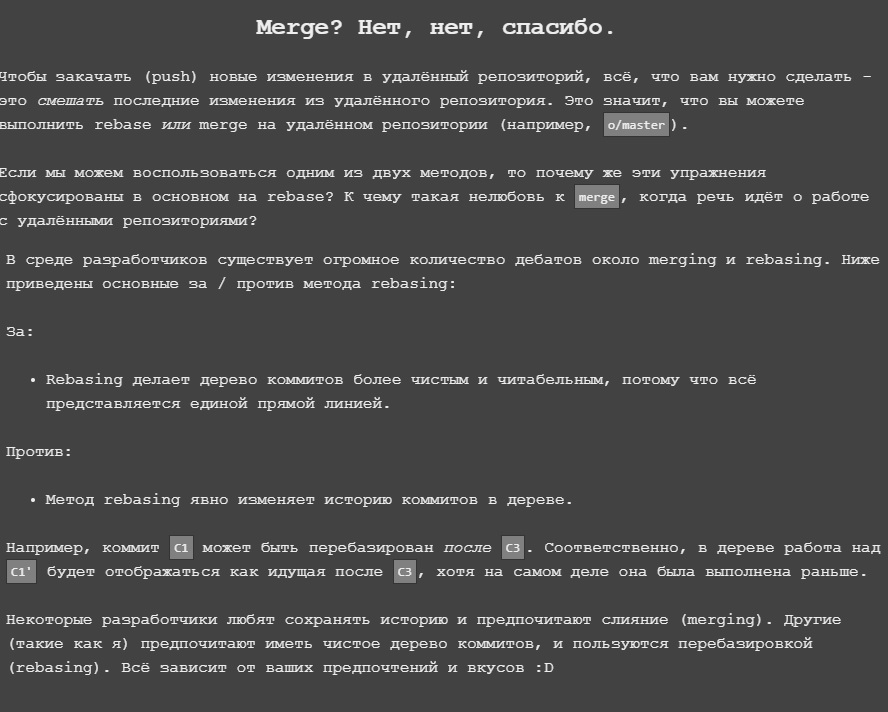 Merge? Нет, нет, спасибо.
Чтобы закачать (push) новые изменения в удалённый репозиторий, всё, что вам нужно сделать –
это смешать последние изменения из удалённого репозитория. Это значит, что вы можете
выполнить rebase или merge на удалённом репозитории (например, o/master).
Если мы можем воспользоваться одним из двух методов, то почему же эти упражнения
сфокусированы в основном на rebase? К чему такая нелюбовь к merge, когда речь идёт о работе
с удалёнными репозиториями?
В среде разработчиков существует огромное количество дебатов около merging и rebasing. Ниже
приведены основные за / против метода rebasing:
За:
• Rebasing делает дерево коммитов более чистым и читабельным, потому что всё
представляется единой прямой линией.
Против:
• Метод rebasing явно изменяет историю коммитов в дереве.
Например, коммит C1 может быть перебазирован после C3. Соответственно, в дереве работа над
C1' будет отображаться как идущая после C3, хотя на самом деле она была выполнена раньше.
Некоторые разработчики любят сохранять историю и предпочитают слияние (merging). Другие
(такие как я) предпочитают иметь чистое дерево коммитов, и пользуются перебазировкой
(rebasing). Всё зависит от ваших предпочтений и вкусов :D